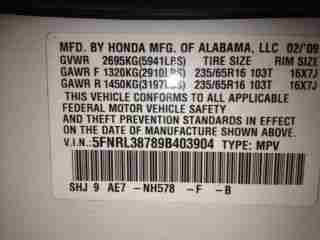 MFD. BY HONDA MFG. OF ALABAMA, LLC 02/'09
GVWR 2695KG(5941LBS) TIRE SIZE RIM SIZE
GAWR F 1320KG(2910LBS) 235/65R16 103T 16X7J
GAWR R 1450KG(3197LBS) 235/65R16 103T 16X7J
THIS VEHICLE CONFORMS TO ALL APPLICABLE
FEDERAL MOTOR VEHICLE SAFETY
AND THEFT PREVENTION STANDARDS IN EFFECT
ON THE DATE OF MANUFACTURE SHOWN ABOVE.
V.I.N.: 5FNRL38789B403904 TYPE: MPV
SHJ 9 AE7 -NH578 -F -B